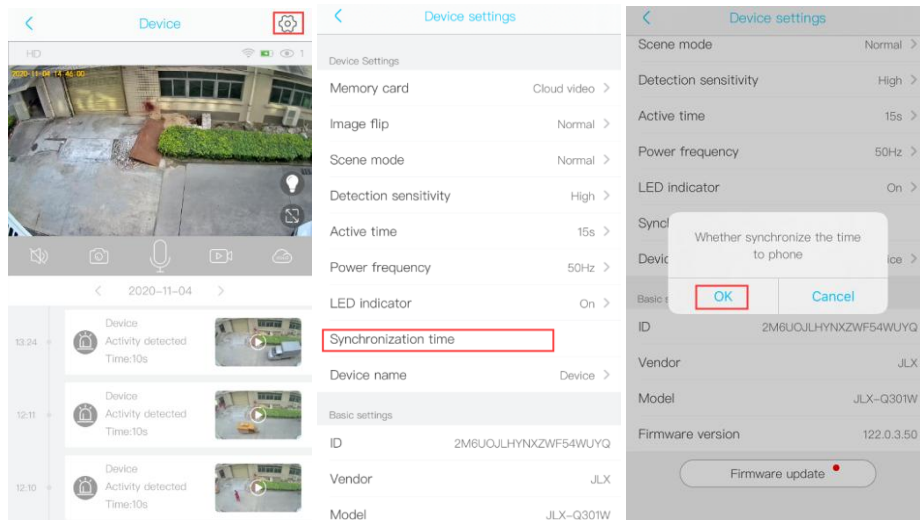 Device
HD
1
2020-11-04 14:46:00
2020-11-04
13:24
Device
Activity detected
Time:10s
12:11
Device
Activity detected
Time:10s
12:10
Device
Activity detected
Time:10s
Device settings
Device Settings
Memory card Cloud video
Image flip Normal
Scene mode Normal
Detection sensitivity High
Active time 15s
Power frequency 50Hz
LED indicator On
Synchronization time
Device name Device
Basic settings
ID 2M6UOJLHYNXZWF54WUYQ
Vendor JLX
Model JLX-Q301W
Device settings
Scene mode Normal
Detection sensitivity High
Active time 15s
Power frequency 50Hz
LED indicator On
Sync
Whether synchronize the time
to phone
Devic ice
OK Cancel
Basic s
ID 2M6UOJLHYNXZWF54WUYQ
Vendor JLX
Model JLX-Q301W
Firmware version 122.0.3.50
Firmware update